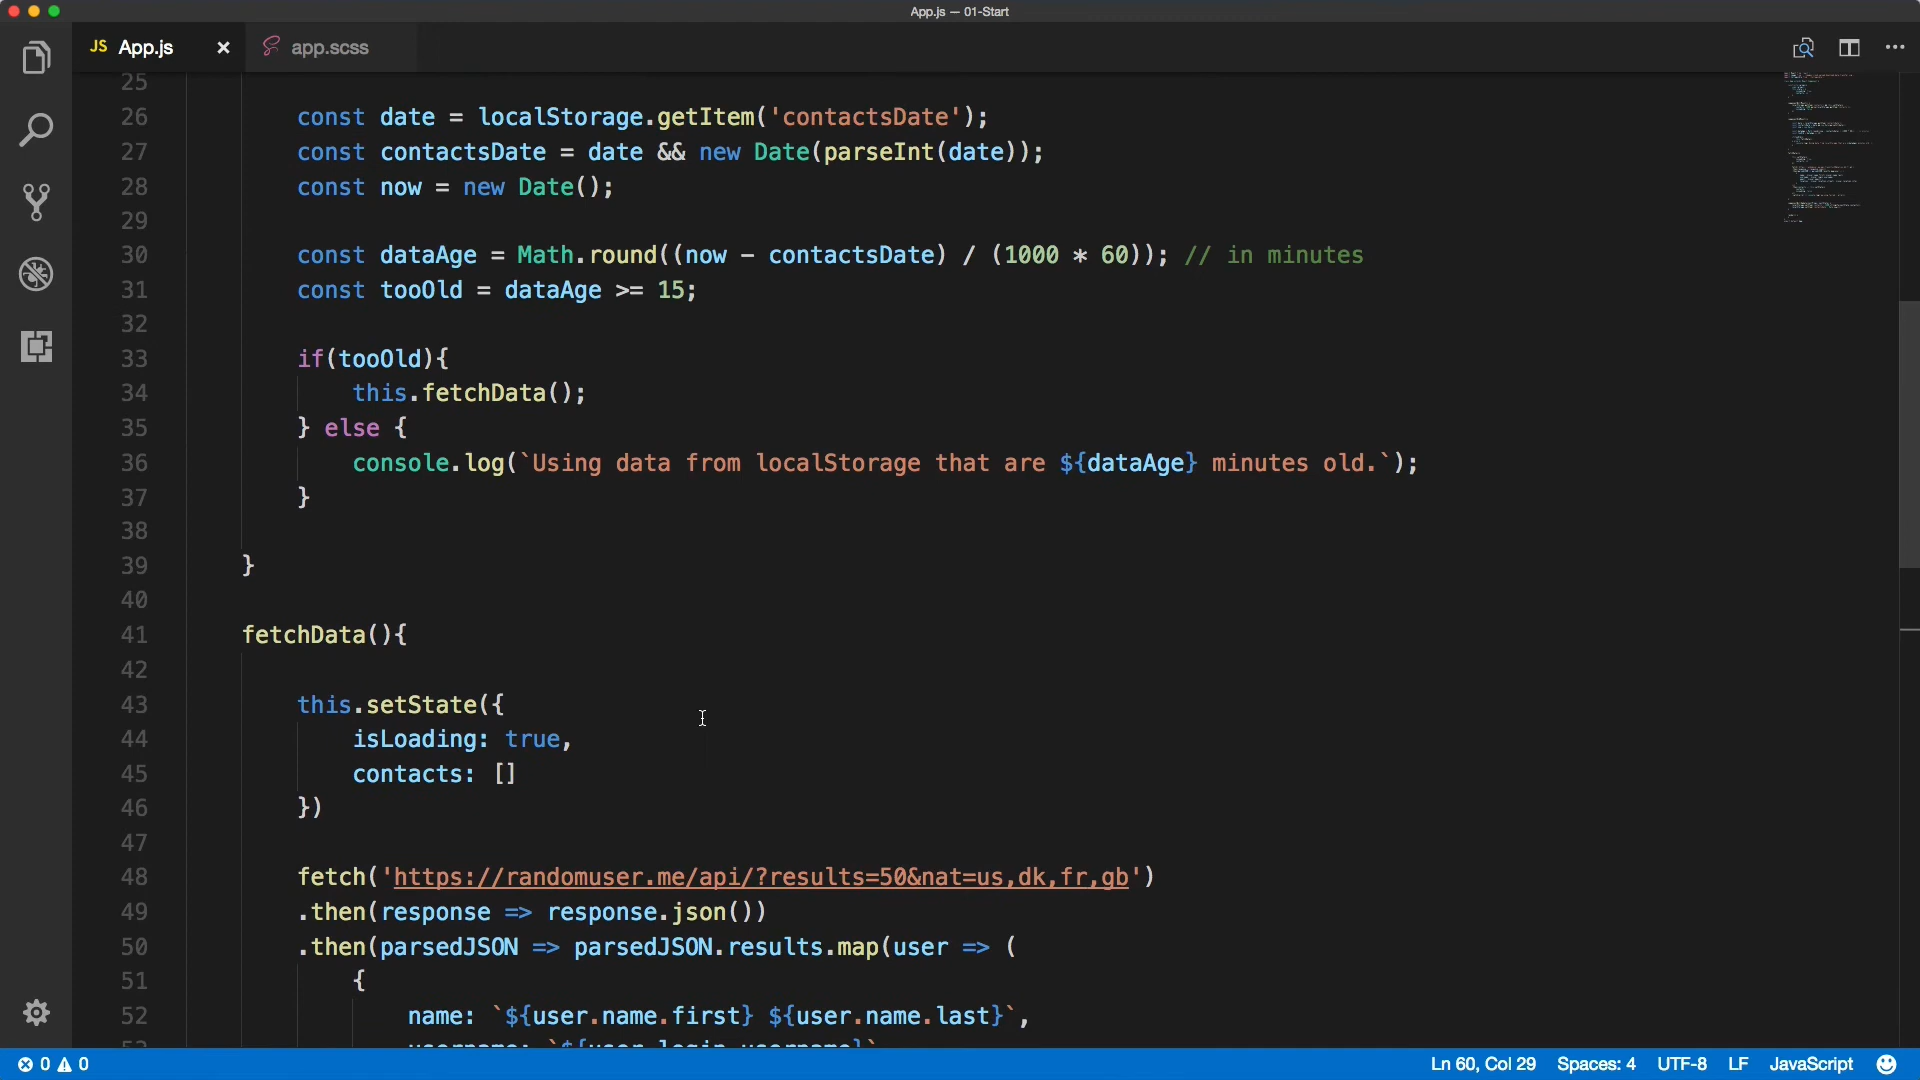 App.js — 01-Start
JS App.js
app.scss
25
26 const date = localStorage.getItem('contactsDate');
27 const contactsDate = date && new Date(parseInt(date));
28 const now = new Date();
29
30 const dataAge = Math.round((now - contactsDate) / (1000 * 60)); // in minutes
31 const tooOld = dataAge >= 15;
32
33 if(tooOld){
34 this.fetchData();
35 } else {
36 console.log(`Using data from localStorage that are ${dataAge} minutes old.`);
37 }
38
39 }
40
41 fetchData(){
42
43 this.setState({
44 isLoading: true,
45 contacts: []
46 })
47
48 fetch('https://randomuser.me/api/?results=50&nat=us,dk,fr,gb')
49 .then(response => response.json())
50 .then(parsedJSON => parsedJSON.results.map(user => (
51 {
52 name: `${user.name.first} ${user.name.last}`,
53 username: `${user.login.username}`
0 0
Ln 60, Col 29 Spaces: 4 UTF-8 LF JavaScript